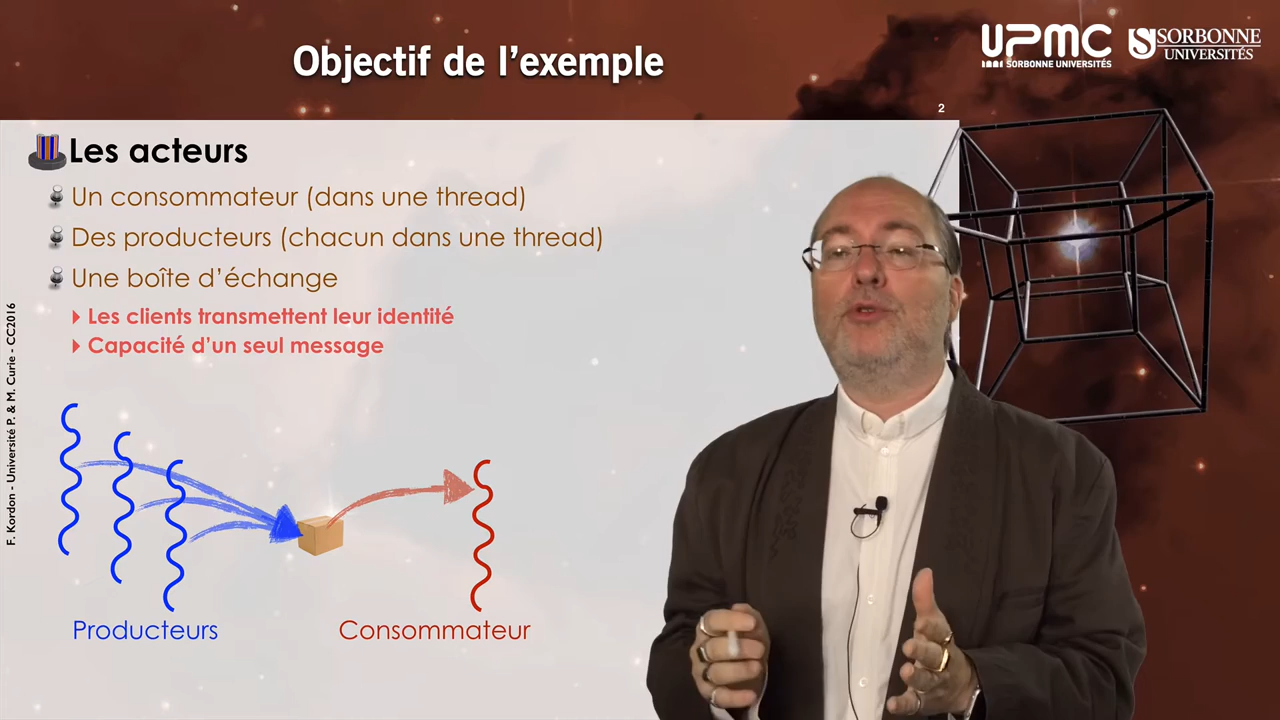 Objectif de l’exemple
UPMC
SORBONNE UNIVERSITÉS
SORBONNE
UNIVERSITÉS
2
Les acteurs
Un consommateur (dans une thread)
Des producteurs (chacun dans une thread)
Une boîte d’échange
Les clients transmettent leur identité
Capacité d’un seul message
F. Kordon - Université P. & M. Curie - CC2016
Producteurs
Consommateur